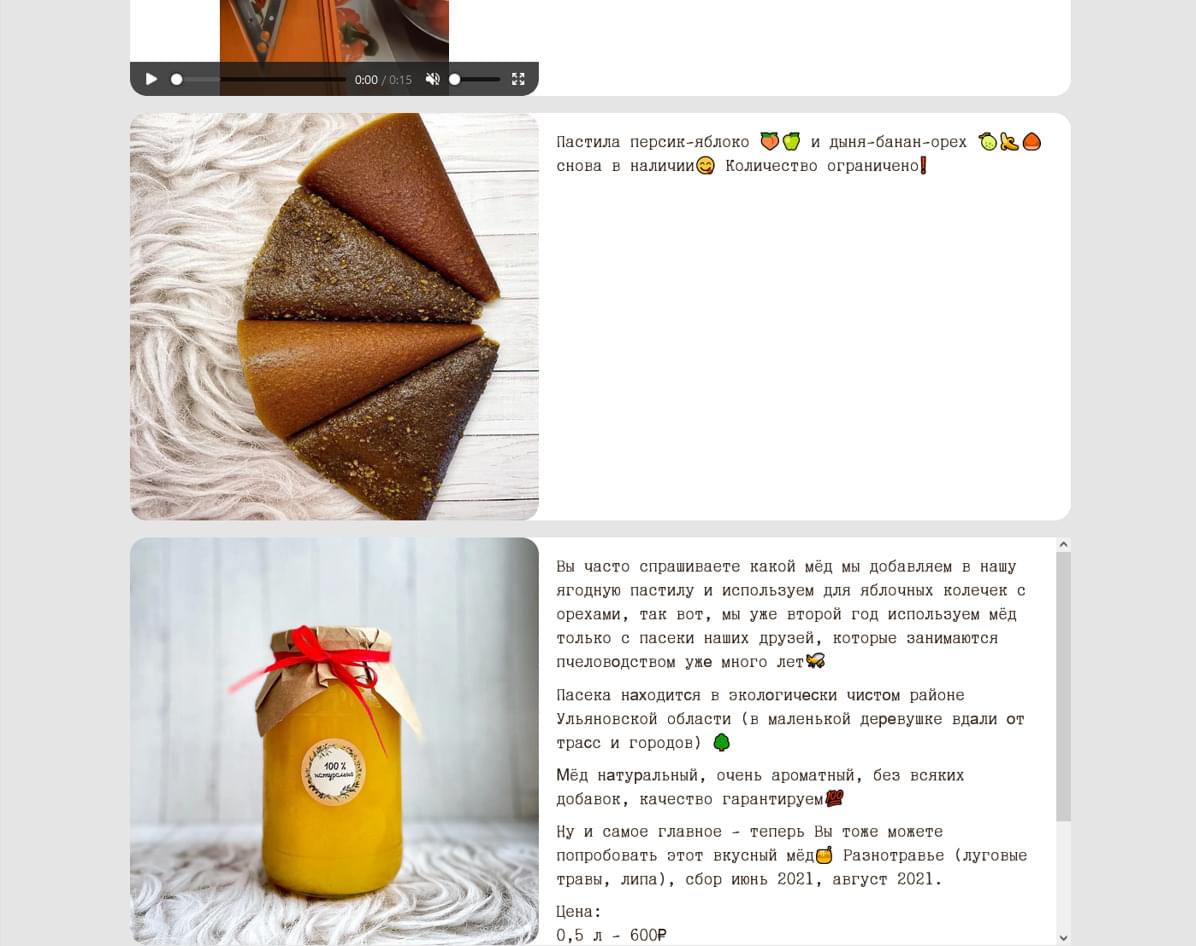 0:00 / 0:15
Пастила персик-яблоко 🍑🍏 и дыня-банан-орех 🍈🍌🌰
снова в наличии😋 Количество ограничено❗
Вы часто спрашиваете какой мёд мы добавляем в нашу
ягодную пастилу и используем для яблочных колечек с
орехами, так вот, мы уже второй год используем мёд
только с пасеки наших друзей, которые занимаются
пчеловодством уже много лет🐝
Пасека находится в экологически чистом районе
Ульяновской области (в маленькой деревушке вдали от
трасс и городов) 🌳
Мёд натуральный, очень ароматный, без всяких
добавок, качество гарантируем💯
Ну и самое главное - теперь Вы тоже можете
попробовать этот вкусный мёд🍯 Разнотравье (луговые
травы, липа), сбор июнь 2021, август 2021.
Цена:
0,5 л - 600₽
100 %
натурально